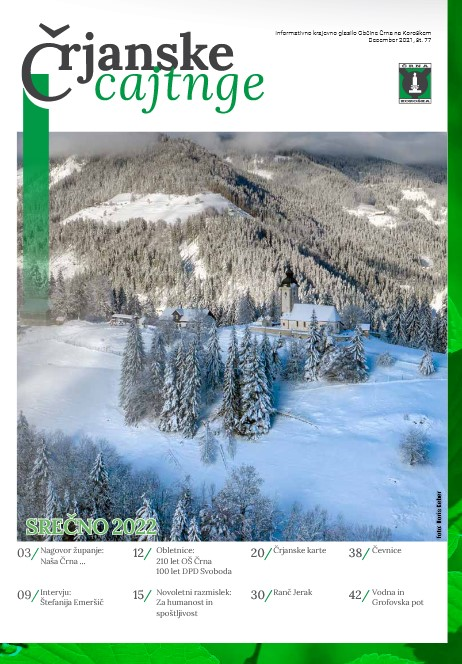 Črjanske
cajtnge
Informativno krajevno glasilo Občine Črna na Koroškem
December 2021, št. 77
ČRNA
KOROŠKA
Foto: Boris Keber
SREČNO 2022
03/ Nagovor županje:
Naša Črna ...
12/ Obletnice:
210 let OŠ Črna
100 let DPD Svoboda
20/ Črjanske karte
38/ Čevnice
09/ Intervju:
Štefanija Emeršič
15/ Novoletni razmislek:
Za humanost in
spoštljivost
30/ Ranč Jerak
42/ Vodna in
Grofovska pot